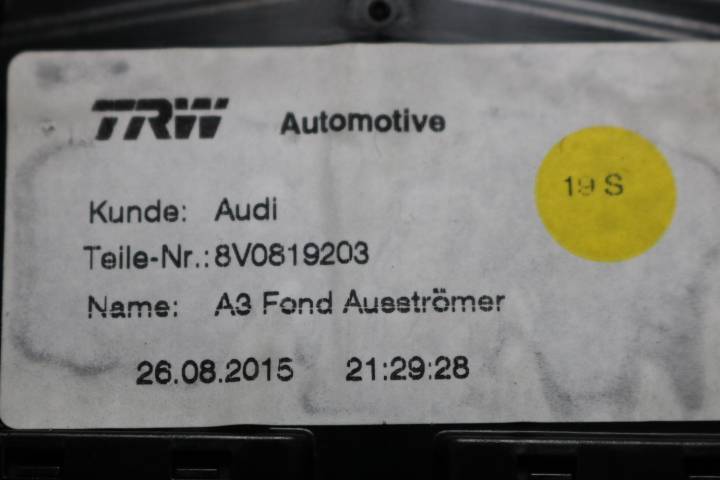 TRW Automotive
19 S
Kunde: Audi
Teile-Nr.: 8V0819203
Name: A3 Fond Ausströmer
26.08.2015 21:29:28